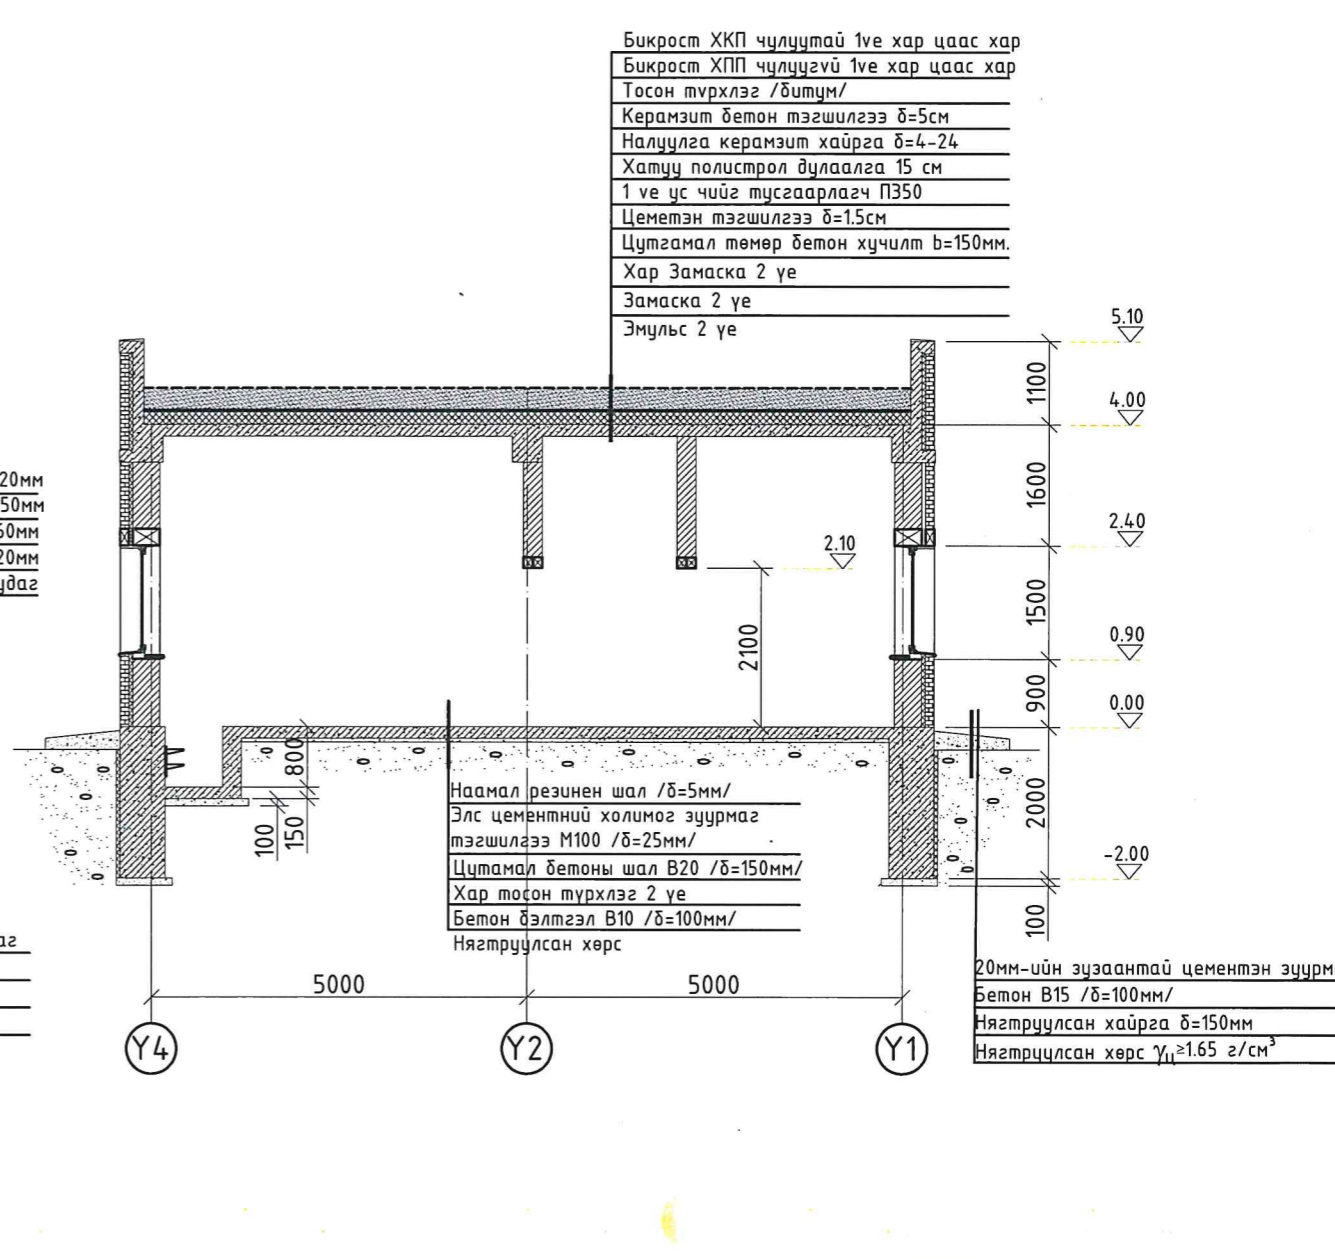 Бикрост ХКП чулуутай 1ve хар цаас хар
Бикрост ХПП чулуугvй 1ve хар цаас хар
Тосон тvрхлэг /битум/
Керамзит бетон тэгшилгээ δ=5см
Налуулга керамзит хайрга δ=4-24
Хатуу полистрол дулаалга 15 см
1 ve ус чийг тусгаарлагч П350
Цеметэн тэгшилгээ δ=1.5см
Цутгамал төмөр бетон хучилт b=150мм.
Хар Замаска 2 үе
Замаска 2 үе
Эмульс 2 үе
5.10
1100
4.00
1600
2.40
2.10
1500
2100
0.90
900
0.00
2000
-2.00
100
20мм
50мм
60мм
20мм
удаг
800
100
150
Наамал резинен шал /δ=5мм/
Элс цементний холимог зуурмаг
тэгшилгээ М100 /δ=25мм/
Цутамал бетоны шал В20 /δ=150мм/
Хар тосон түрхлэг 2 үе
Бетон бэлтгэл В10 /δ=100мм/
Нягтруулсан хөрс
аг
20мм-ийн зузаантай цементэн зуурм
Бетон В15 /δ=100мм/
Нягтруулсан хайрга δ=150мм
Нягтруулсан хөрс γц≥1.65 г/см³
5000
5000
Y4
Y2
Y1